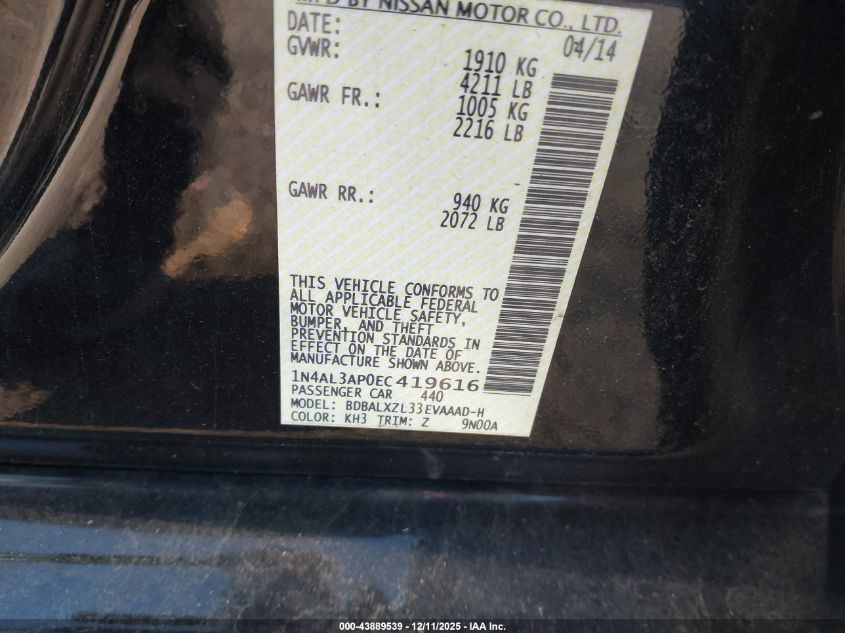 MFD BY NISSAN MOTOR CO., LTD.
DATE: 04/14
GVWR: 1910 KG
4211 LB
GAWR FR.: 1005 KG
2216 LB
GAWR RR.: 940 KG
2072 LB
THIS VEHICLE CONFORMS TO
ALL APPLICABLE FEDERAL
MOTOR VEHICLE SAFETY,
BUMPER, AND THEFT
PREVENTION STANDARDS IN
EFFECT ON THE DATE OF
MANUFACTURE SHOWN ABOVE.
1N4AL3AP0EC419616
PASSENGER CAR 440
MODEL: BDBALXZL33EVAAAD-H
COLOR: KH3 TRIM: Z 9N00A
000-43889539 - 12/11/2025 - IAA Inc.